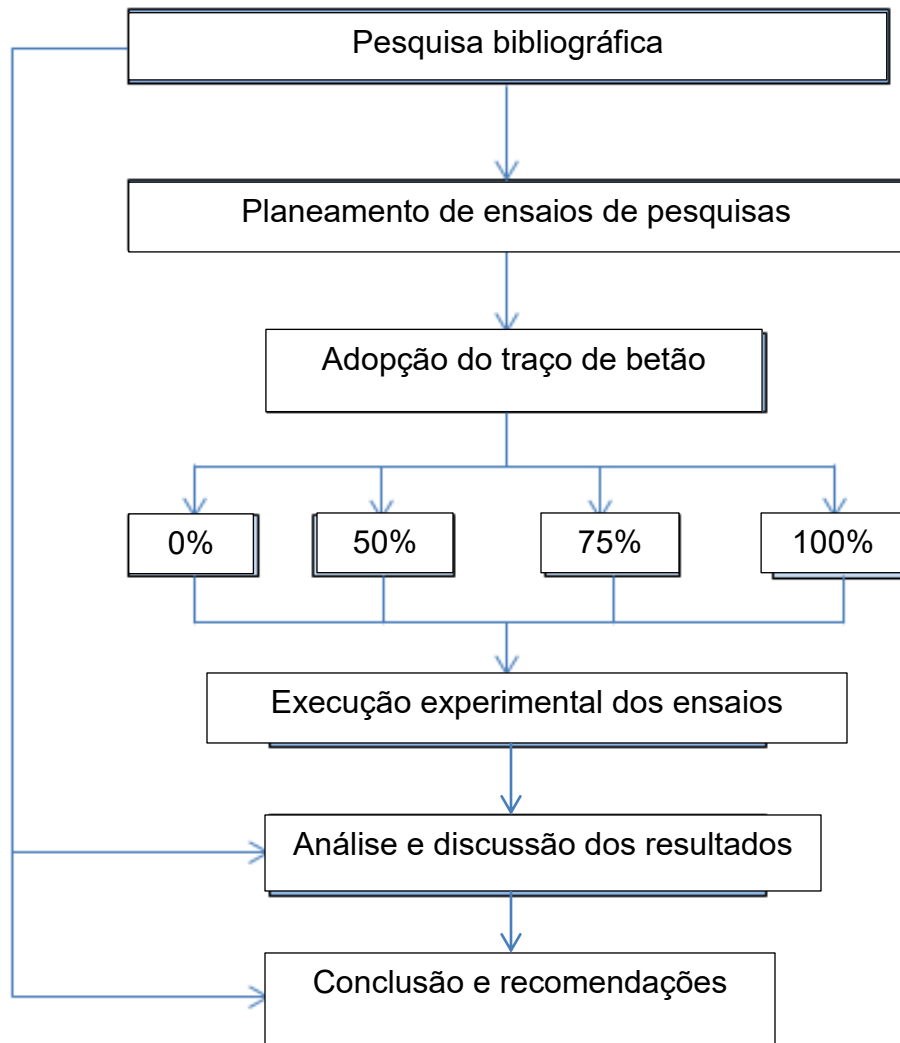 Pesquisa bibliográfica
Planeamento de ensaios de pesquisas
Adopção do traço de betão
0%
50%
75%
100%
Execução experimental dos ensaios
Análise e discussão dos resultados
Conclusão e recomendações